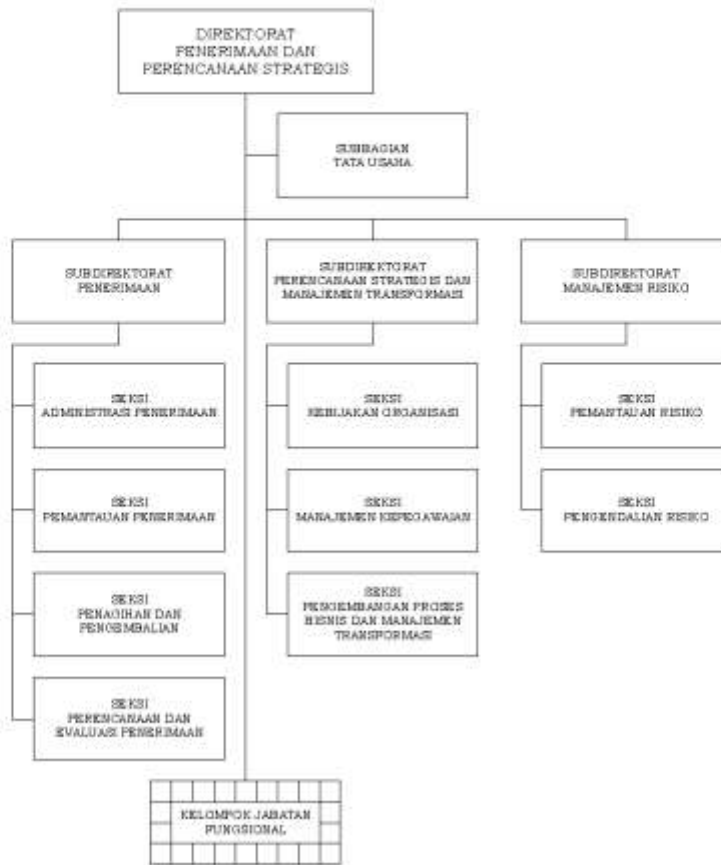 DIREKTORAT
PENERIMAAN DAN
PERENCANAAN STRATEGIS
SUBBAGIAN
TATA USAHA
SUBDIREKTORAT
PENERIMAAN
SUBDIREKTORAT
PERENCANAAN STRATEGIS DAN
MANAJEMEN TRANSFORMASI
SUBDIREKTORAT
MANAJEMEN RISIKO
SEKSI
ADMINISTRASI PENERIMAAN
SEKSI
KEBIJAKAN ORGANISASI
SEKSI
PEMANTAUAN RISIKO
SEKSI
PEMANTAUAN PENERIMAAN
SEKSI
MANAJEMEN KEPEGAWAIAN
SEKSI
PENGENDALIAN RISIKO
SEKSI
PENAGIHAN DAN
PENGEMBALIAN
SEKSI
PENGEMBANGAN PROSES
BISNIS DAN MANAJEMEN
TRANSFORMASI
SEKSI
PERENCANAAN DAN
EVALUASI PENERIMAAN
KELOMPOK JABATAN
FUNGSIONAL